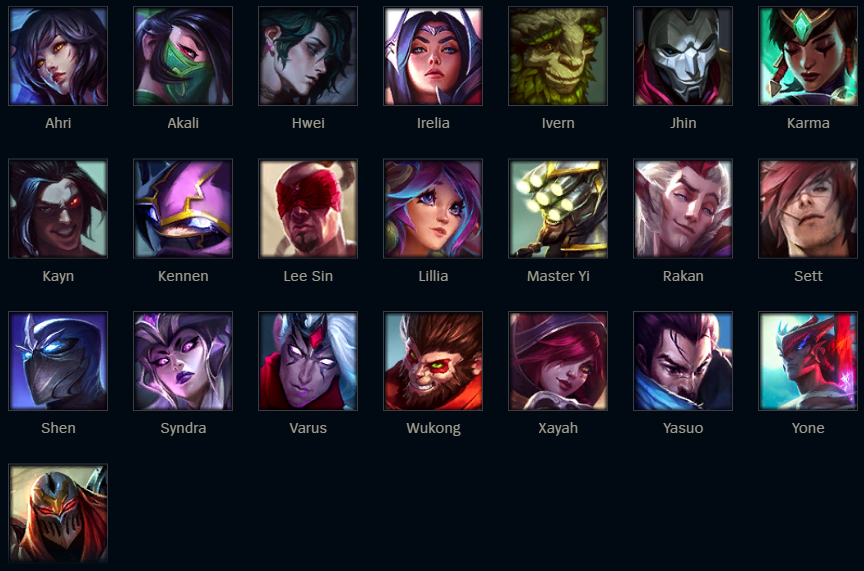 Ahri Akali Hwei Irelia Ivern Jhin Karma
Kayn Kennen Lee Sin Lillia Master Yi Rakan Sett
Shen Syndra Varus Wukong Xayah Yasuo Yone